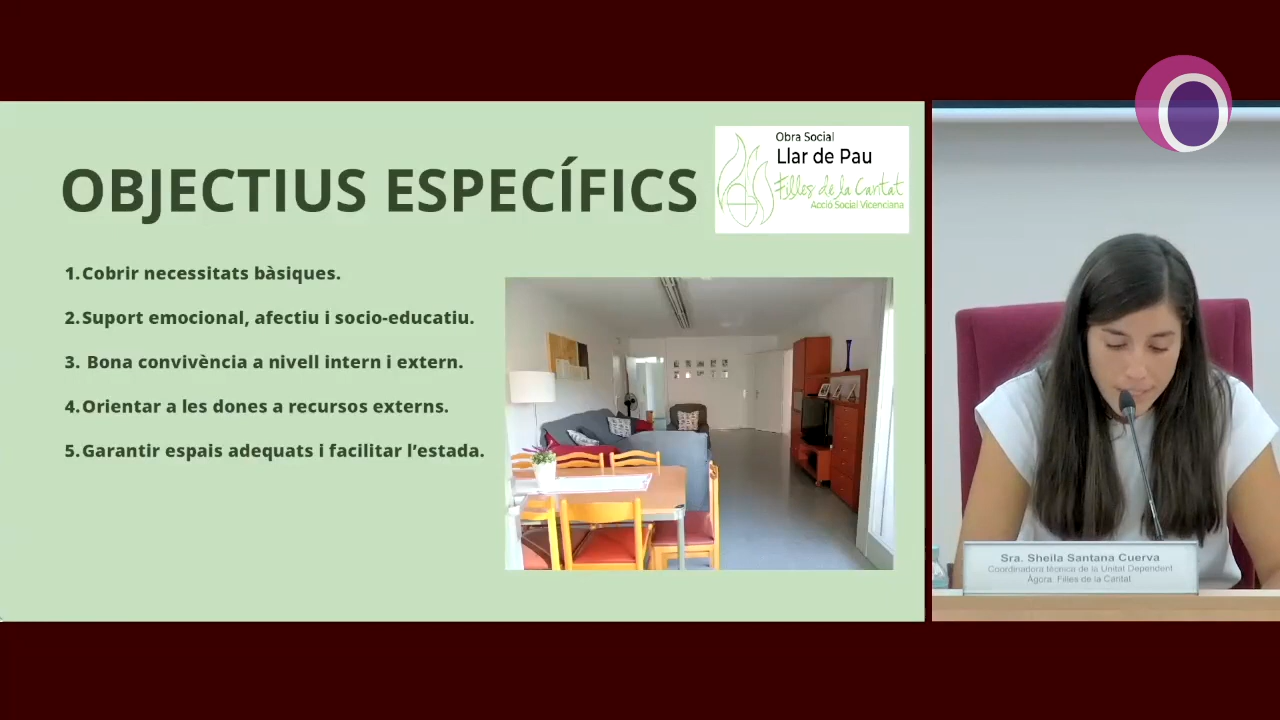 OBJECTIUS ESPECÍFICS
Obra Social
Llar de Pau
Filles de la Caritat
Acció Social Vicenciana
1.Cobrir necessitats bàsiques.
2.Suport emocional, afectiu i socio-educatiu.
3. Bona convivència a nivell intern i extern.
4.Orientar a les dones a recursos externs.
5.Garantir espais adequats i facilitar l’estada.
Sra. Sheila Santana Cuerva
Coordinadora tècnica de la Unitat Dependent
Àgora. Filles de la Caritat